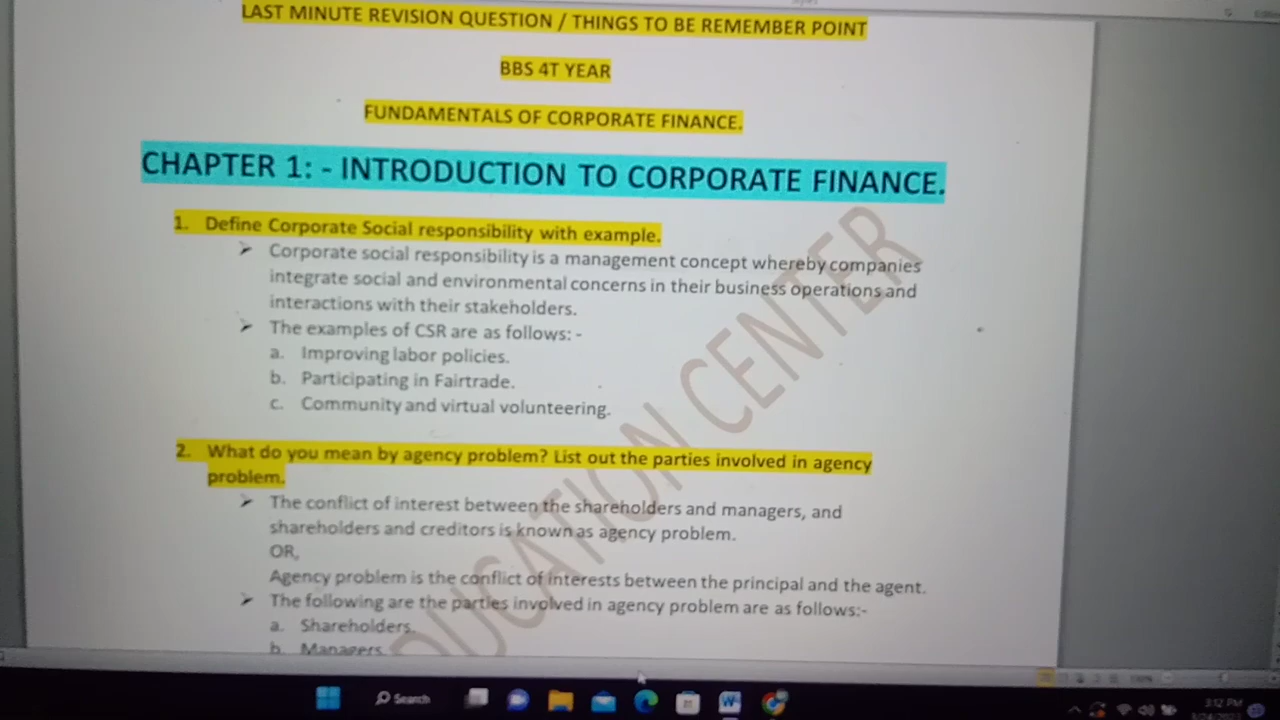 LAST MINUTE REVISION QUESTION / THINGS TO BE REMEMBER POINT
BBS 4T YEAR
FUNDAMENTALS OF CORPORATE FINANCE.
CHAPTER 1: - INTRODUCTION TO CORPORATE FINANCE.
1. Define Corporate Social responsibility with example.
➢ Corporate social responsibility is a management concept whereby companies
integrate social and environmental concerns in their business operations and
interactions with their stakeholders.
➢ The examples of CSR are as follows: -
a. Improving labor policies.
b. Participating in Fairtrade.
c. Community and virtual volunteering.
2. What do you mean by agency problem? List out the parties involved in agency
problem.
➢ The conflict of interest between the shareholders and managers, and
shareholders and creditors is known as agency problem.
OR,
Agency problem is the conflict of interests between the principal and the agent.
➢ The following are the parties involved in agency problem are as follows:-
a. Shareholders.
b. Managers.
DUCATION CENTER
Search
3:12 PM